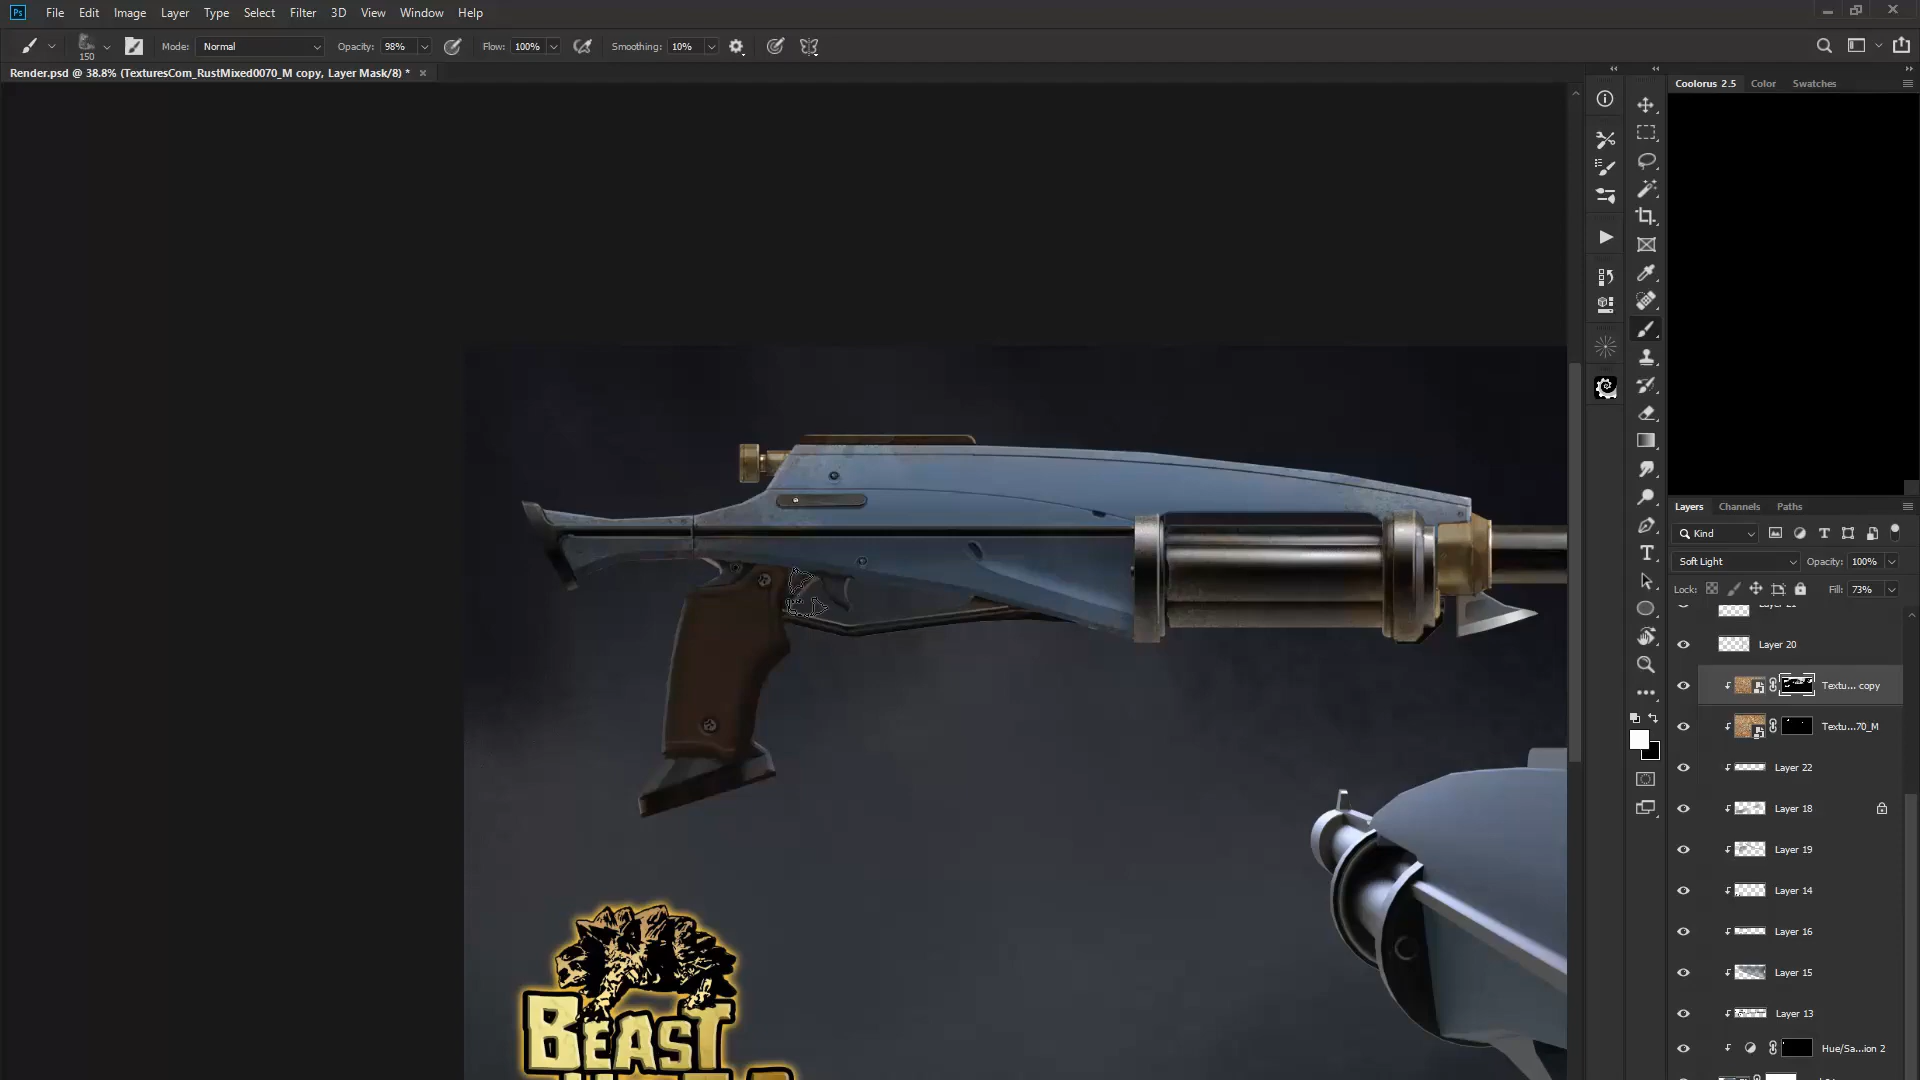 Ps File Edit Image Layer Type Select Filter 3D View Window Help
150 Mode: Normal Opacity: 98% Flow: 100% Smoothing: 10%
Render.psd @ 38.8% (TexturesCom_RustMixed0070_M copy, Layer Mask/8) *
Coolorus 2.5 Color Swatches
Layers Channels Paths
Kind
Soft Light Opacity: 100%
Lock: Fill: 73%
Layer 20
Textu... copy
Textu...70_M
Layer 22
Layer 18
Layer 19
Layer 14
Layer 16
Layer 15
Layer 13
Hue/Sa...ion 2
BEAST